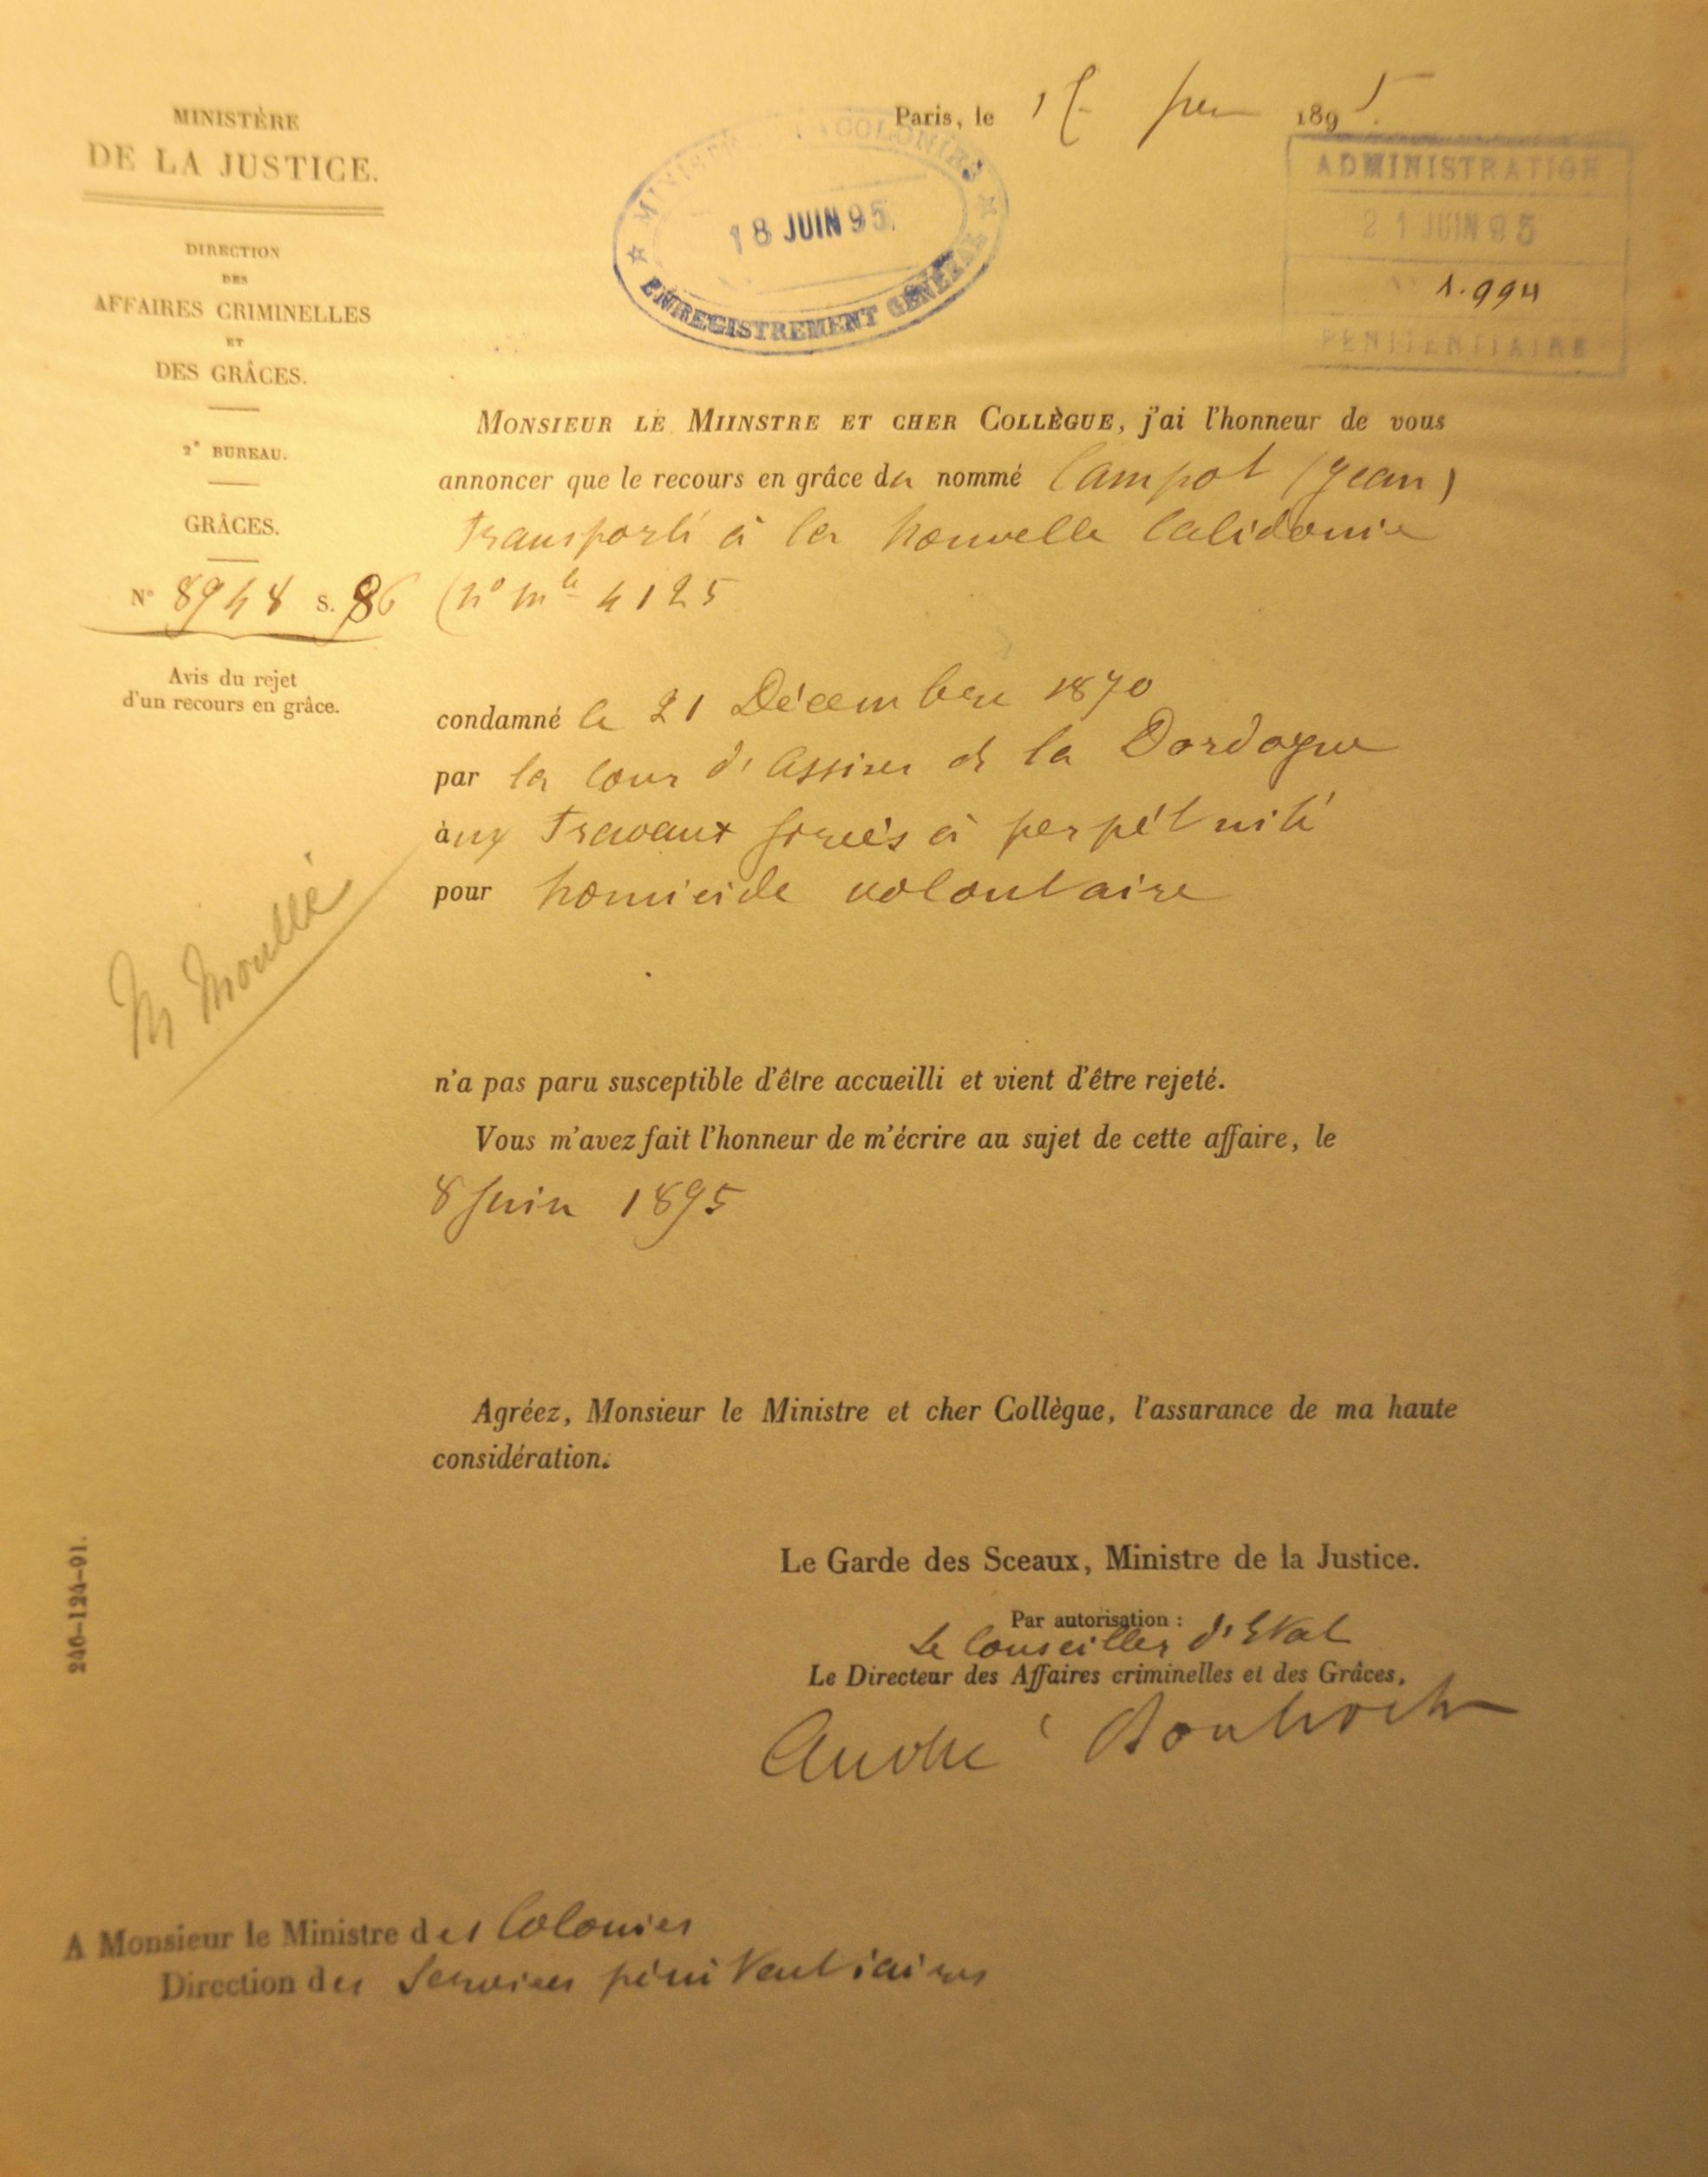 MINISTÈRE
DE LA JUSTICE.
DIRECTION
DES
AFFAIRES CRIMINELLES
ET
DES GRÂCES.
2e BUREAU.
GRÂCES.
N° 8948 S. 86
Avis du rejet
d'un recours en grâce.
M Moullé
Paris, le 1895.
MINISTÈRE COLONIES
18 JUIN 95
ENREGISTREMENT GÉNÉRAL
ADMINISTRATION
21 JUIN 95
1.994
PÉNITENTIAIRE
MONSIEUR LE MIINSTRE ET CHER COLLÈGUE, j'ai l'honneur de vous
annoncer que le recours en grâce du nommé Campot (Jean)
transporté à la Nouvelle Calédonie
(n° mle 4125
condamné le 21 Décembre 1870
par la Cour d'Assises de la Dordogne
aux travaux forcés à perpétuité
pour homicide volontaire
n'a pas paru susceptible d'être accueilli et vient d'être rejeté.
Vous m'avez fait l'honneur de m'écrire au sujet de cette affaire, le
8 Juin 1895
Agréez, Monsieur le Ministre et cher Collègue, l'assurance de ma haute
considération.
Le Garde des Sceaux, Ministre de la Justice.
Par autorisation :
Le Conseiller d'Etat
Le Directeur des Affaires criminelles et des Grâces,
André
246-124-91.
A Monsieur le Ministre des Colonies
Direction des Services pénitentiaires